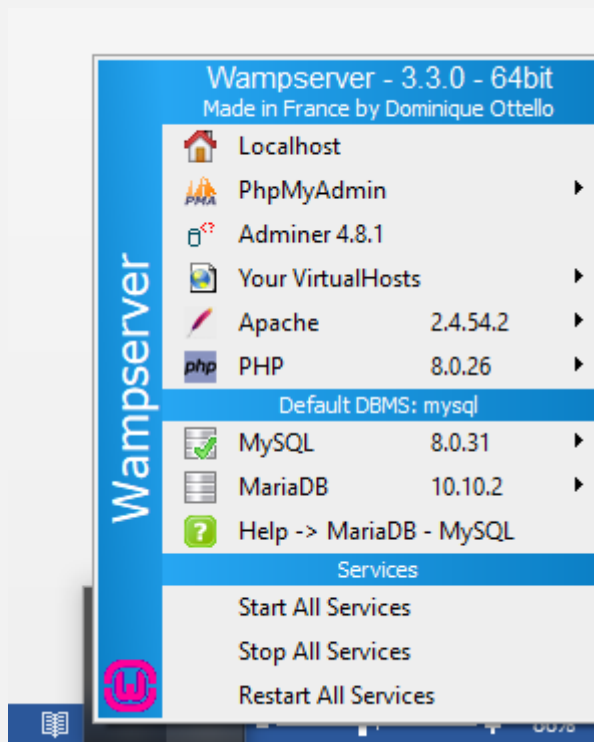 Wampserver - 3.3.0 - 64bit
Made in France by Dominique Ottello
Wampserver
Localhost
PMA PhpMyAdmin
Adminer 4.8.1
Your VirtualHosts
Apache 2.4.54.2
php PHP 8.0.26
Default DBMS: mysql
MySQL 8.0.31
MariaDB 10.10.2
? Help -> MariaDB - MySQL
Services
Start All Services
Stop All Services
Restart All Services